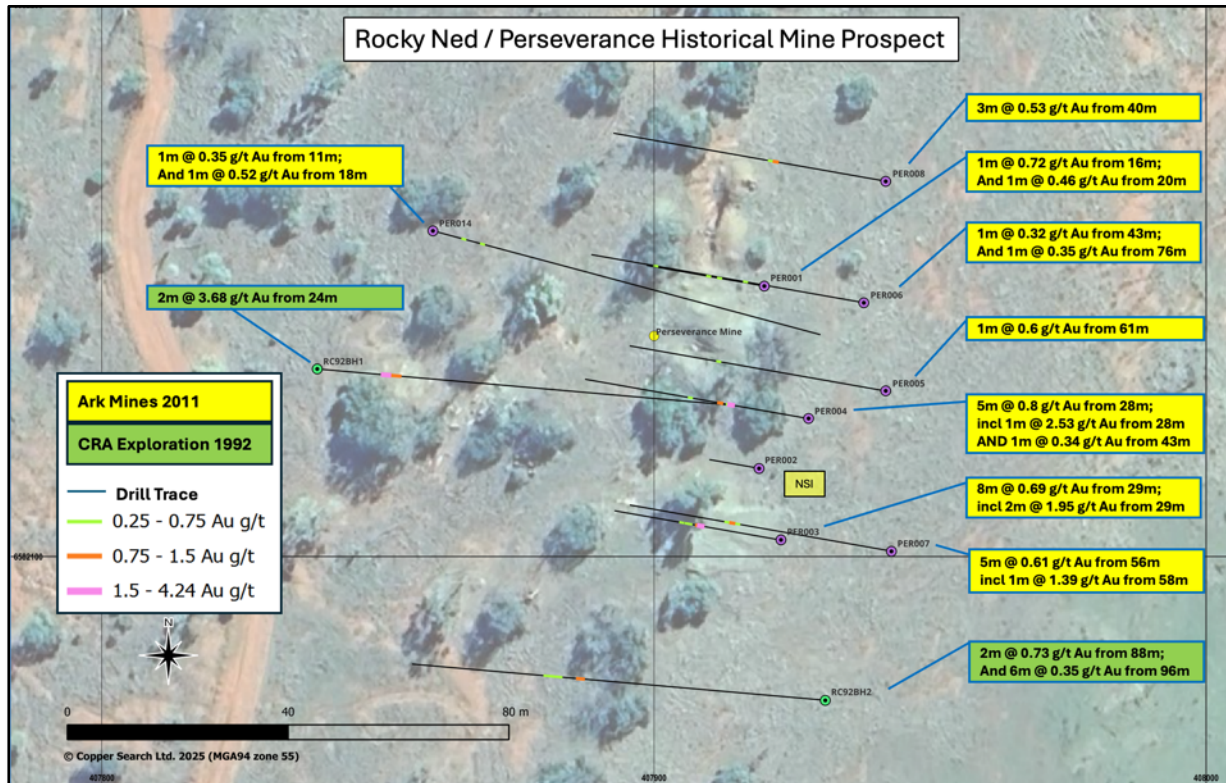 Rocky Ned / Perseverance Historical Mine Prospect
3m @ 0.53 g/t Au from 40m
1m @ 0.35 g/t Au from 11m;
And 1m @ 0.52 g/t Au from 18m
1m @ 0.72 g/t Au from 16m;
And 1m @ 0.46 g/t Au from 20m
PER008
PER014
1m @ 0.32 g/t Au from 43m;
And 1m @ 0.35 g/t Au from 76m
2m @ 3.68 g/t Au from 24m
PER001
PER006
Perseverance Mine
1m @ 0.6 g/t Au from 61m
RC92BH1
PER005
Ark Mines 2011
CRA Exploration 1992
PER004
5m @ 0.8 g/t Au from 28m;
incl 1m @ 2.53 g/t Au from 28m
AND 1m @ 0.34 g/t Au from 43m
PER002
NSI
Drill Trace
0.25 - 0.75 Au g/t
0.75 - 1.5 Au g/t
1.5 - 4.24 Au g/t
8m @ 0.69 g/t Au from 29m;
incl 2m @ 1.95 g/t Au from 29m
PER003
PER007
6582100
5m @ 0.61 g/t Au from 56m
incl 1m @ 1.39 g/t Au from 58m
N
2m @ 0.73 g/t Au from 88m;
And 6m @ 0.35 g/t Au from 96m
RC92BH2
0 40 80 m
© Copper Search Ltd. 2025 (MGA94 zone 55)
407800 407900 408000